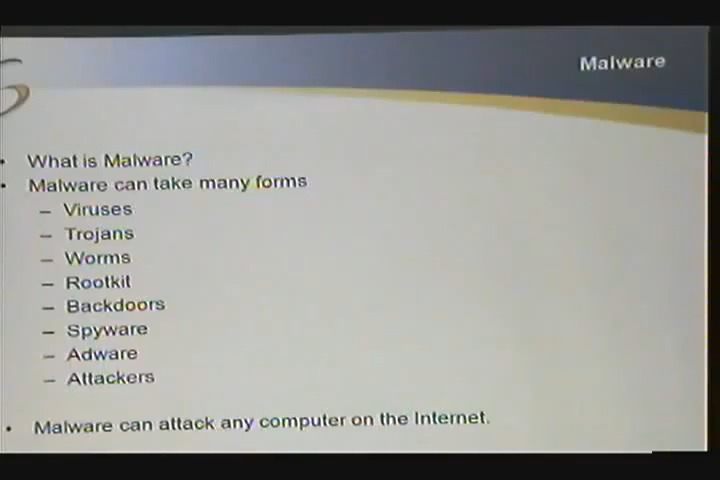 Malware
• What is Malware?
• Malware can take many forms
– Viruses
– Trojans
– Worms
– Rootkit
– Backdoors
– Spyware
– Adware
– Attackers
• Malware can attack any computer on the Internet.